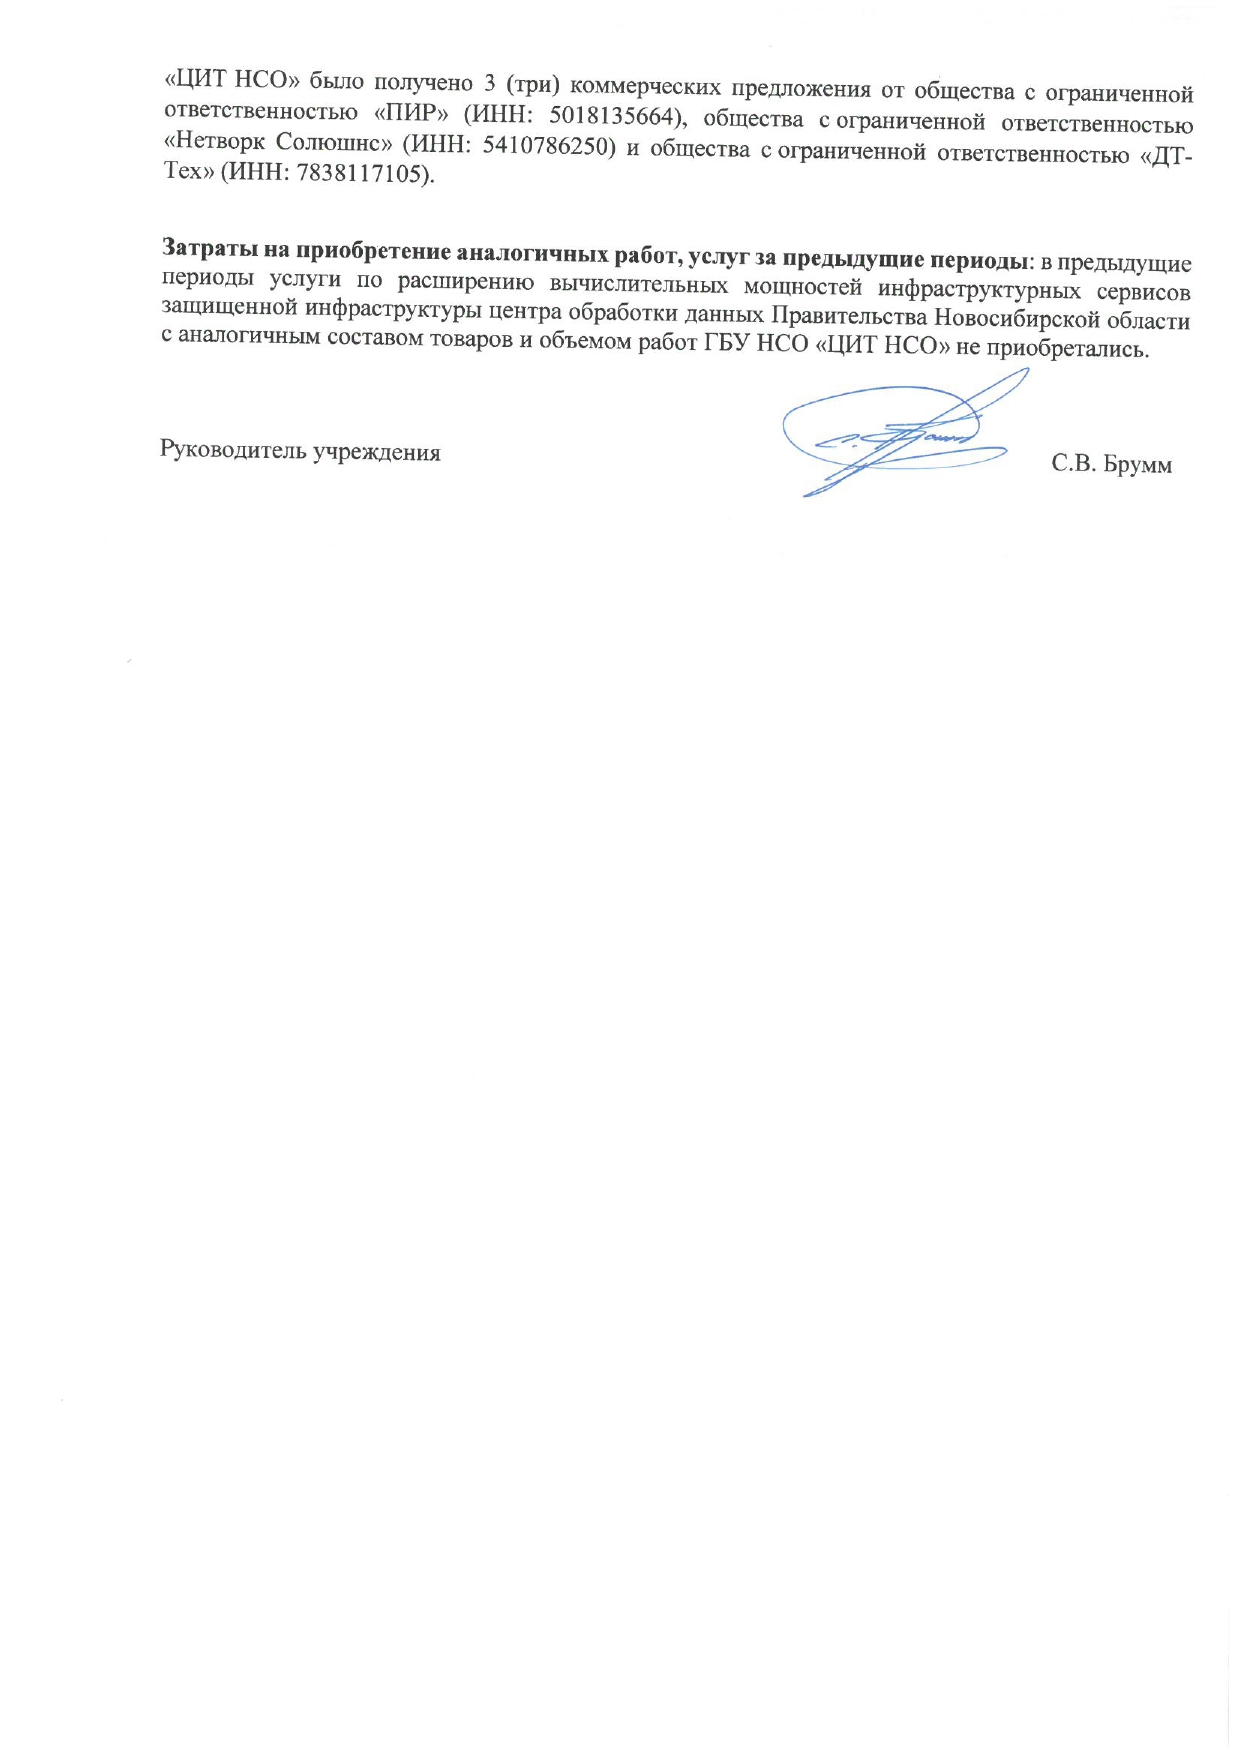 «ЦИТ НСО» было получено 3 (три) коммерческих предложения от общества с ограниченной
ответственностью «ПИР» (ИНН: 5018135664), общества с ограниченной ответственностью
«Нетворк Солюшнс» (ИНН: 5410786250) и общества с ограниченной ответственностью «ДТ-
Тех» (ИНН: 7838117105).
Затраты на приобретение аналогичных работ, услуг за предыдущие периоды: в предыдущие
периоды услуги по расширению вычислительных мощностей инфраструктурных сервисов
защищенной инфраструктуры центра обработки данных Правительства Новосибирской области
с аналогичным составом товаров и объемом работ ГБУ НСО «ЦИТ НСО» не приобретались.
Руководитель учреждения
С.В. Брумм